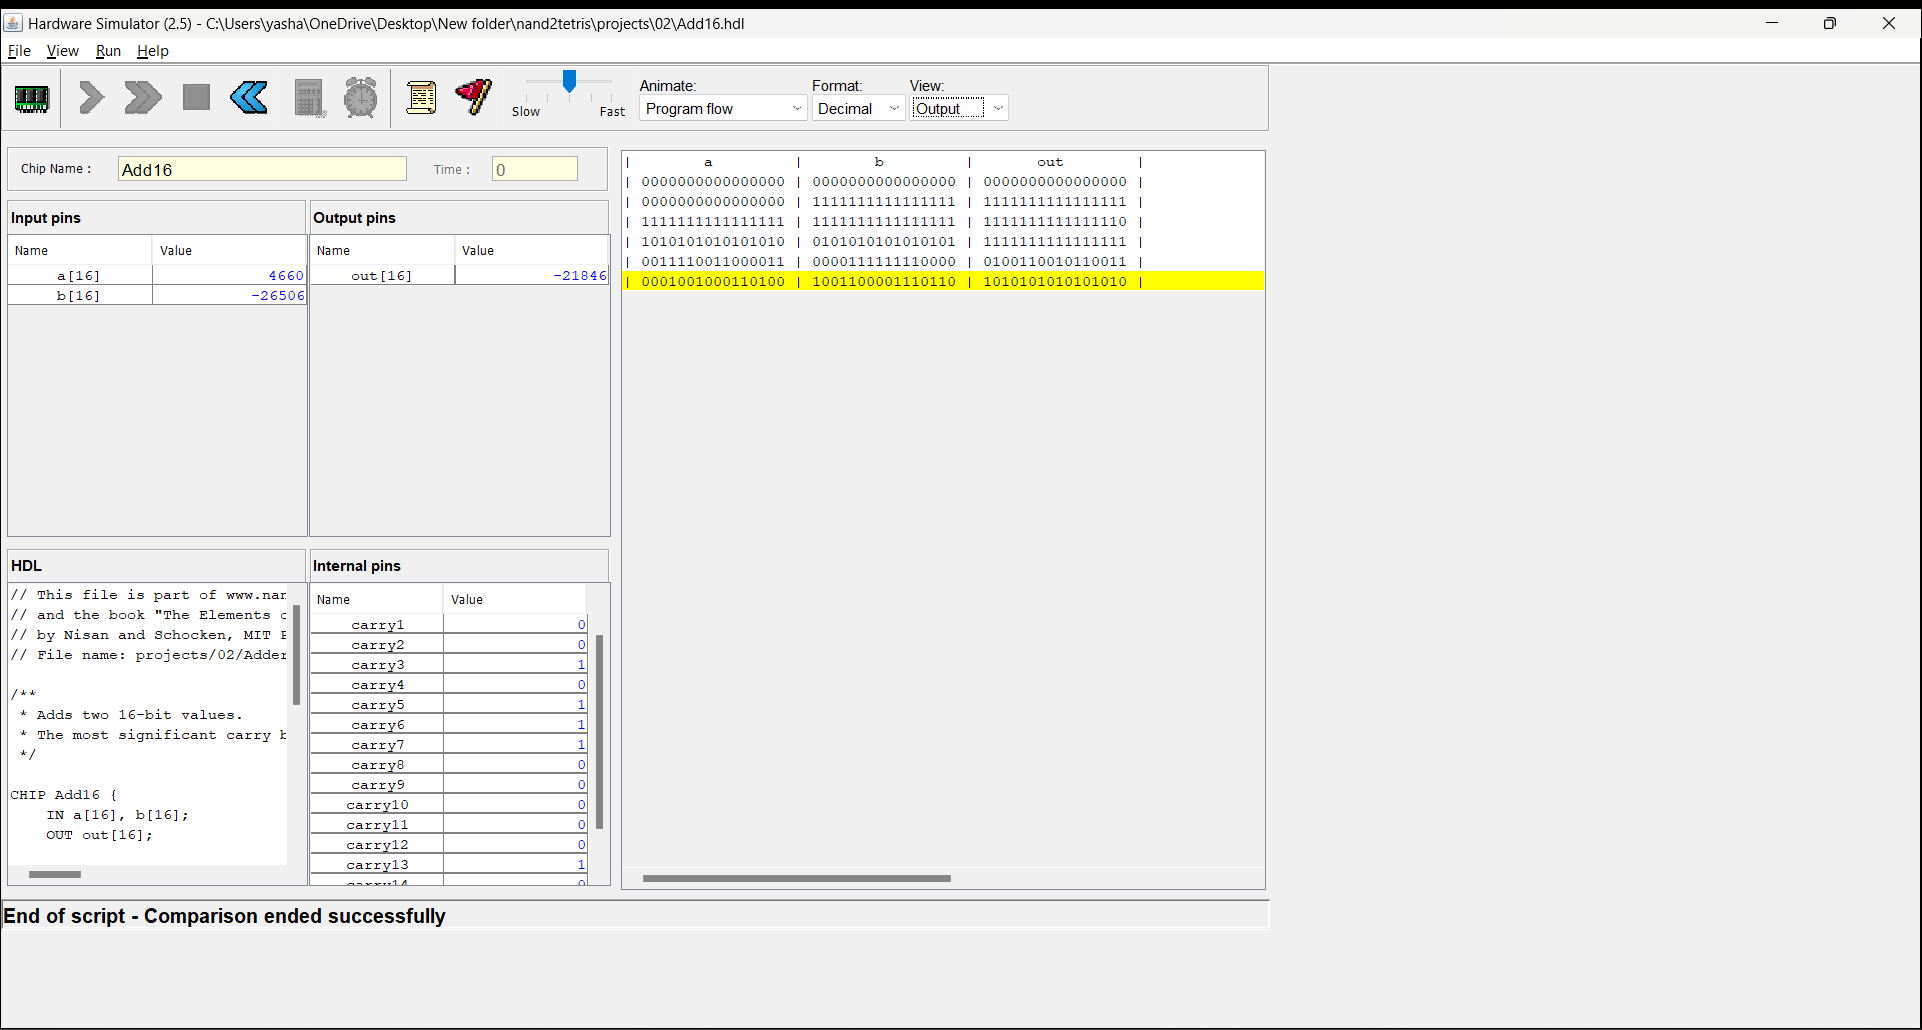 Hardware Simulator (2.5) - C:\Users\yasha\OneDrive\Desktop\New folder\nand2tetris\projects\02\Add16.hdl
File View Run Help
Slow Fast
Animate: Format: View:
Program flow Decimal Output
Chip Name : Add16 Time : 0
Input pins
Name Value
a[16] 4660
b[16] -26506
Output pins
Name Value
out[16] -21846
| a | b | out |
| 0000000000000000 | 0000000000000000 | 0000000000000000 |
| 0000000000000000 | 1111111111111111 | 1111111111111111 |
| 1111111111111111 | 1111111111111111 | 1111111111111110 |
| 1010101010101010 | 0101010101010101 | 1111111111111111 |
| 0011110011000011 | 0000111111110000 | 0100110010110011 |
| 0001001000110100 | 1001100001110110 | 1010101010101010 |
HDL
// This file is part of www.nan
// and the book "The Elements o
// by Nisan and Schocken, MIT P
// File name: projects/02/Adder
/**
* Adds two 16-bit values.
* The most significant carry b
*/
CHIP Add16 {
IN a[16], b[16];
OUT out[16];
Internal pins
Name Value
carry1 0
carry2 0
carry3 1
carry4 0
carry5 1
carry6 1
carry7 1
carry8 0
carry9 0
carry10 0
carry11 0
carry12 0
carry13 1
carry14 0
End of script - Comparison ended successfully